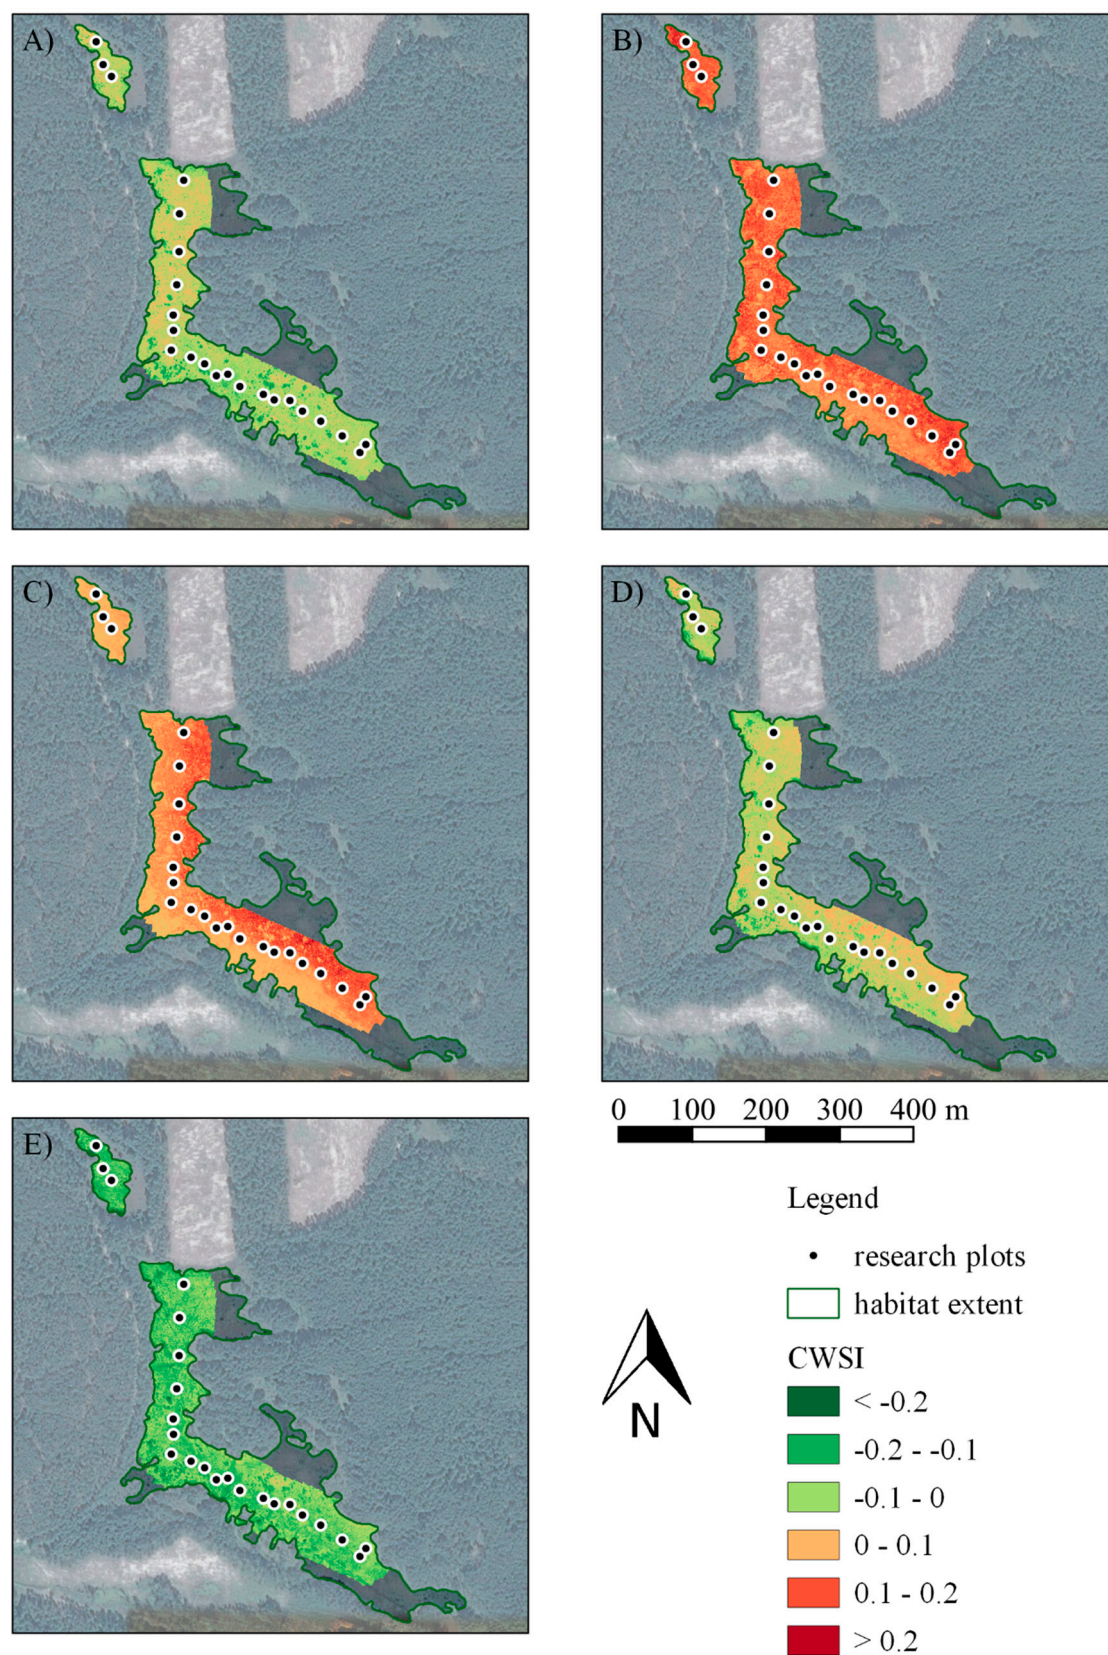 A)
B)
C)
D)
0 100 200 300 400 m
E)
Legend
research plots
habitat extent
CWSI
< -0.2
-0.2 - -0.1
-0.1 - 0
0 - 0.1
0.1 - 0.2
> 0.2
N